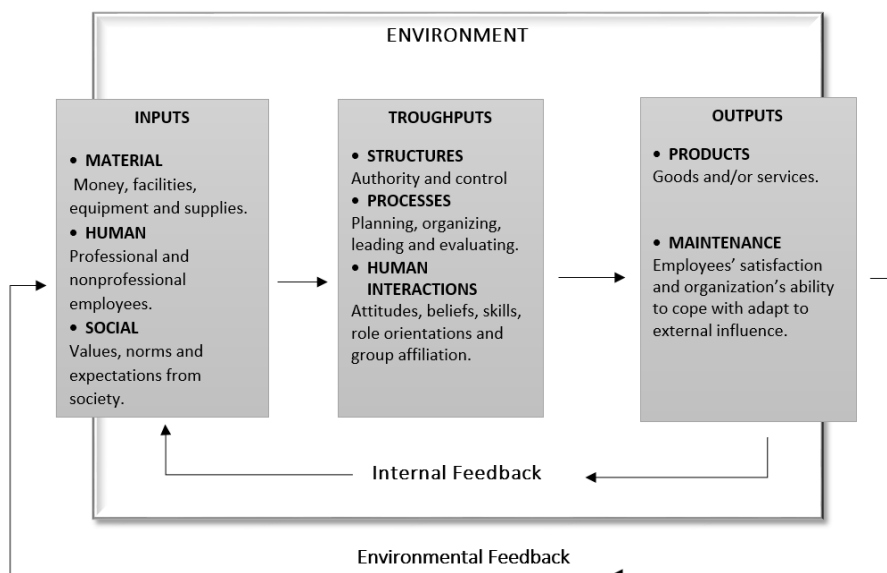 ENVIRONMENT
INPUTS
• MATERIAL
Money, facilities,
equipment and supplies.
• HUMAN
Professional and
nonprofessional
employees.
• SOCIAL
Values, norms and
expectations from
society.
TROUGHPUTS
• STRUCTURES
Authority and control
• PROCESSES
Planning, organizing,
leading and evaluating.
• HUMAN
INTERACTIONS
Attitudes, beliefs, skills,
role orientations and
group affiliation.
OUTPUTS
• PRODUCTS
Goods and/or services.
• MAINTENANCE
Employees’ satisfaction
and organization’s ability
to cope with adapt to
external influence.
Internal Feedback
Environmental Feedback